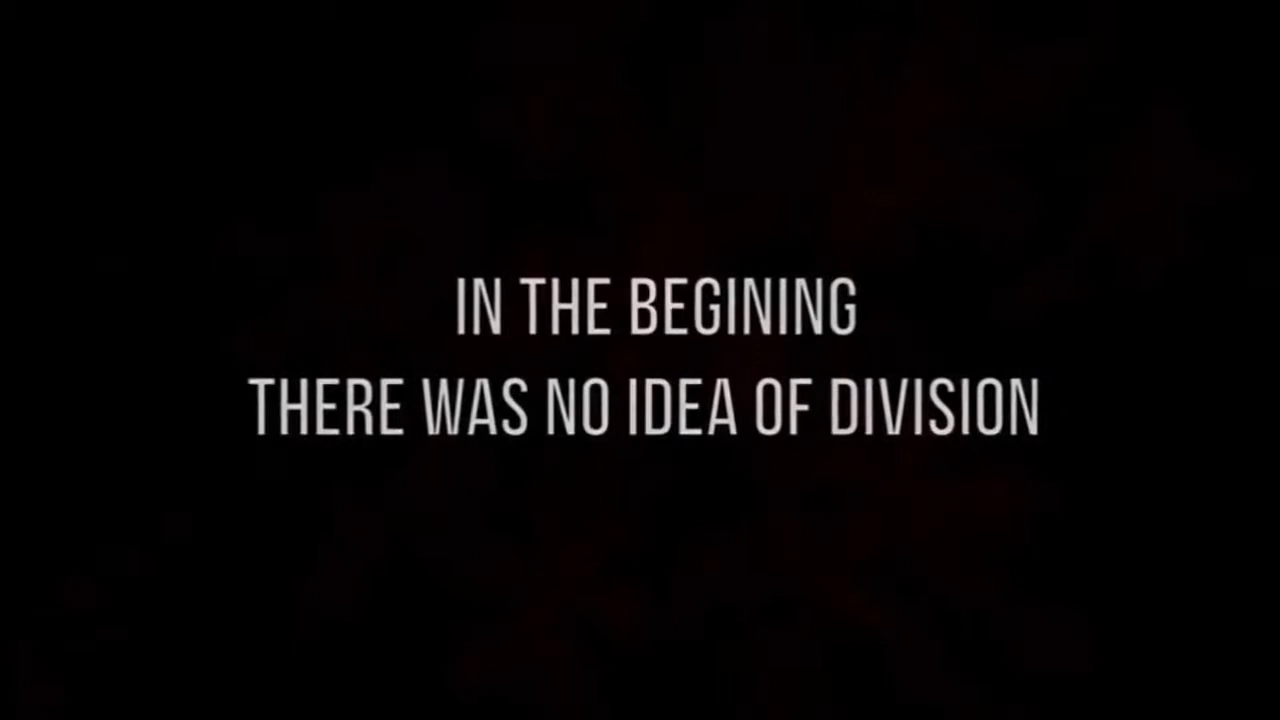 IN THE BEGINING
THERE WAS NO IDEA OF DIVISION